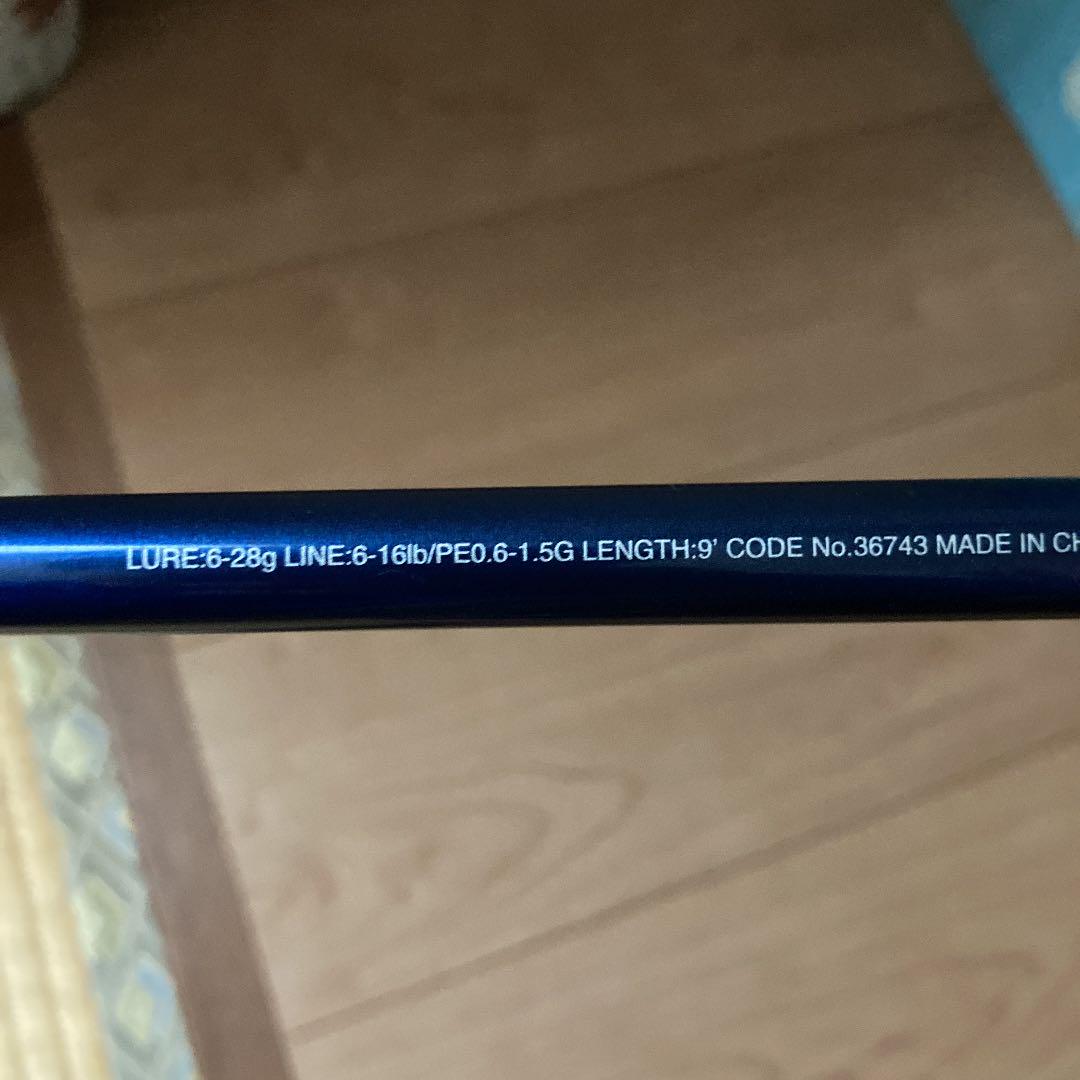 LURE:6-28g LINE:6-16lb/PE0.6-1.5G LENGTH:9' CODE No.36743 MADE IN CH